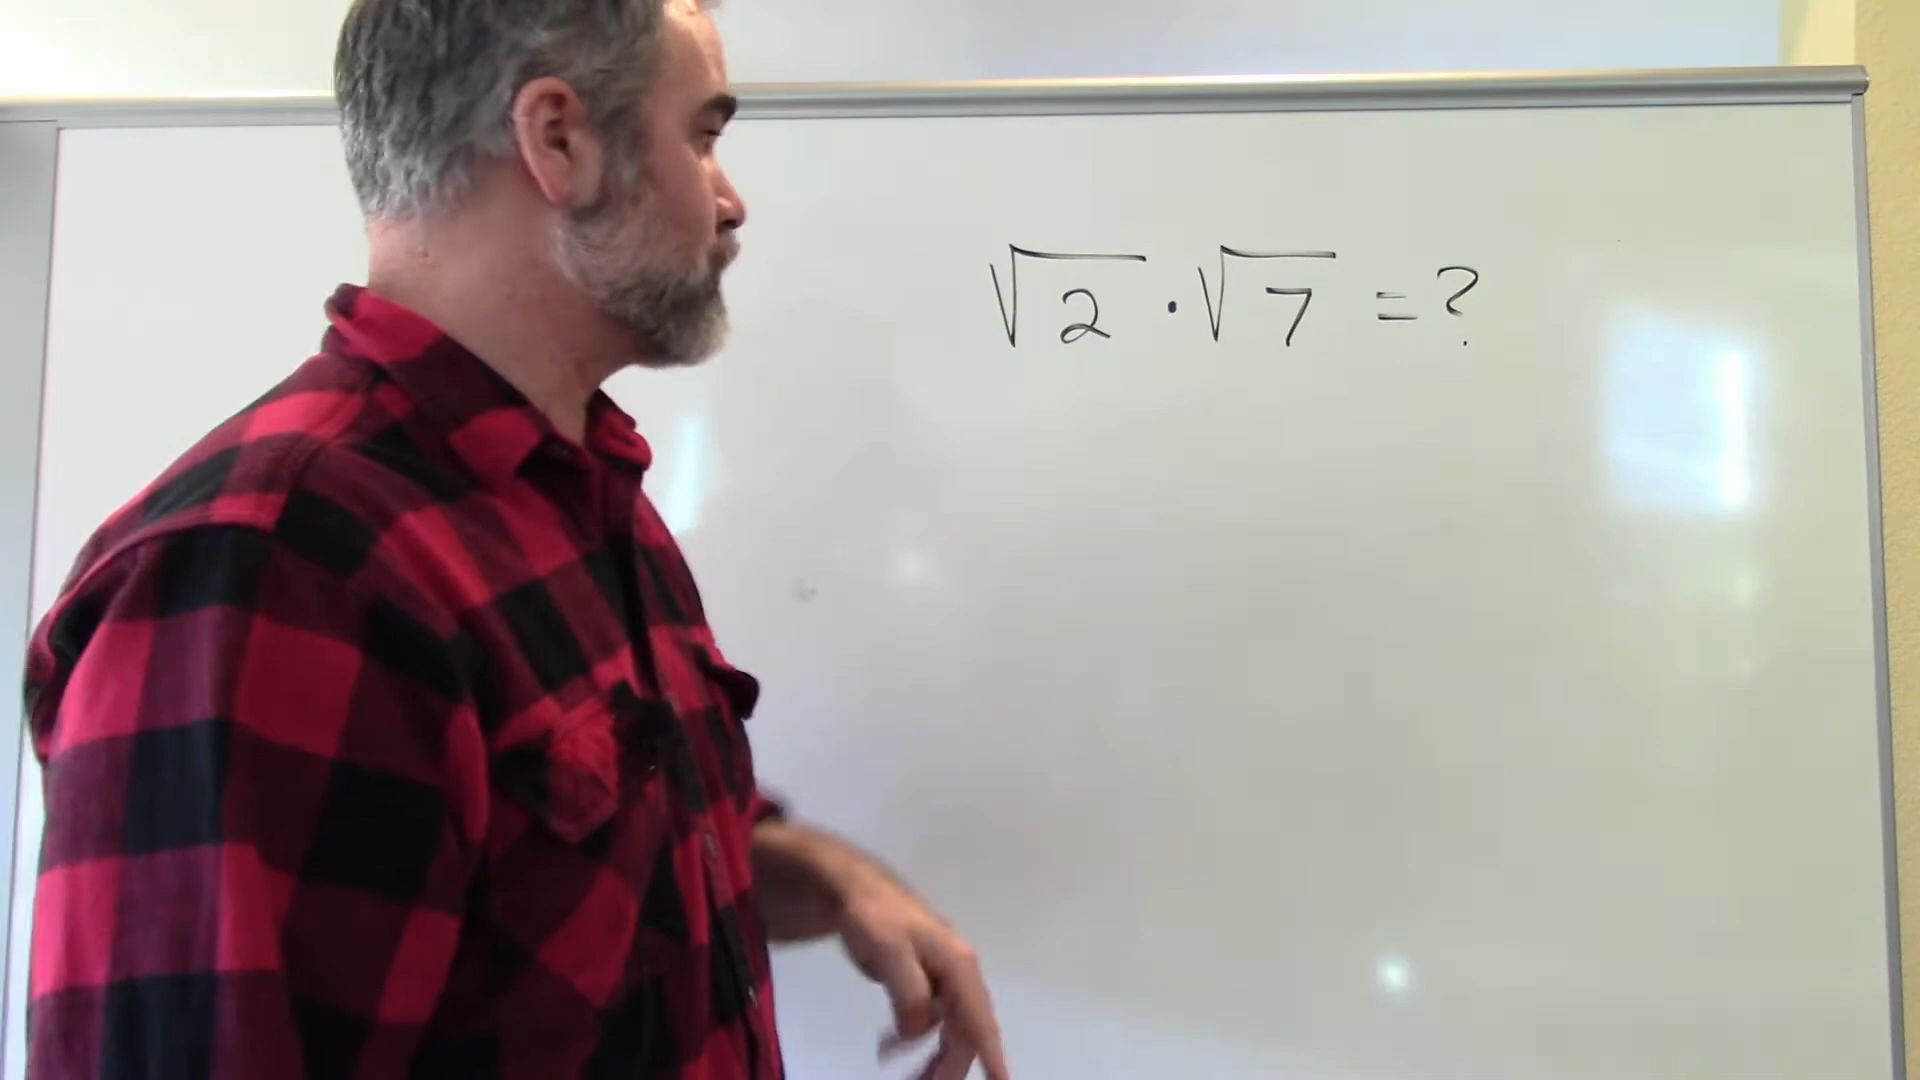 √2 · √7 = ?